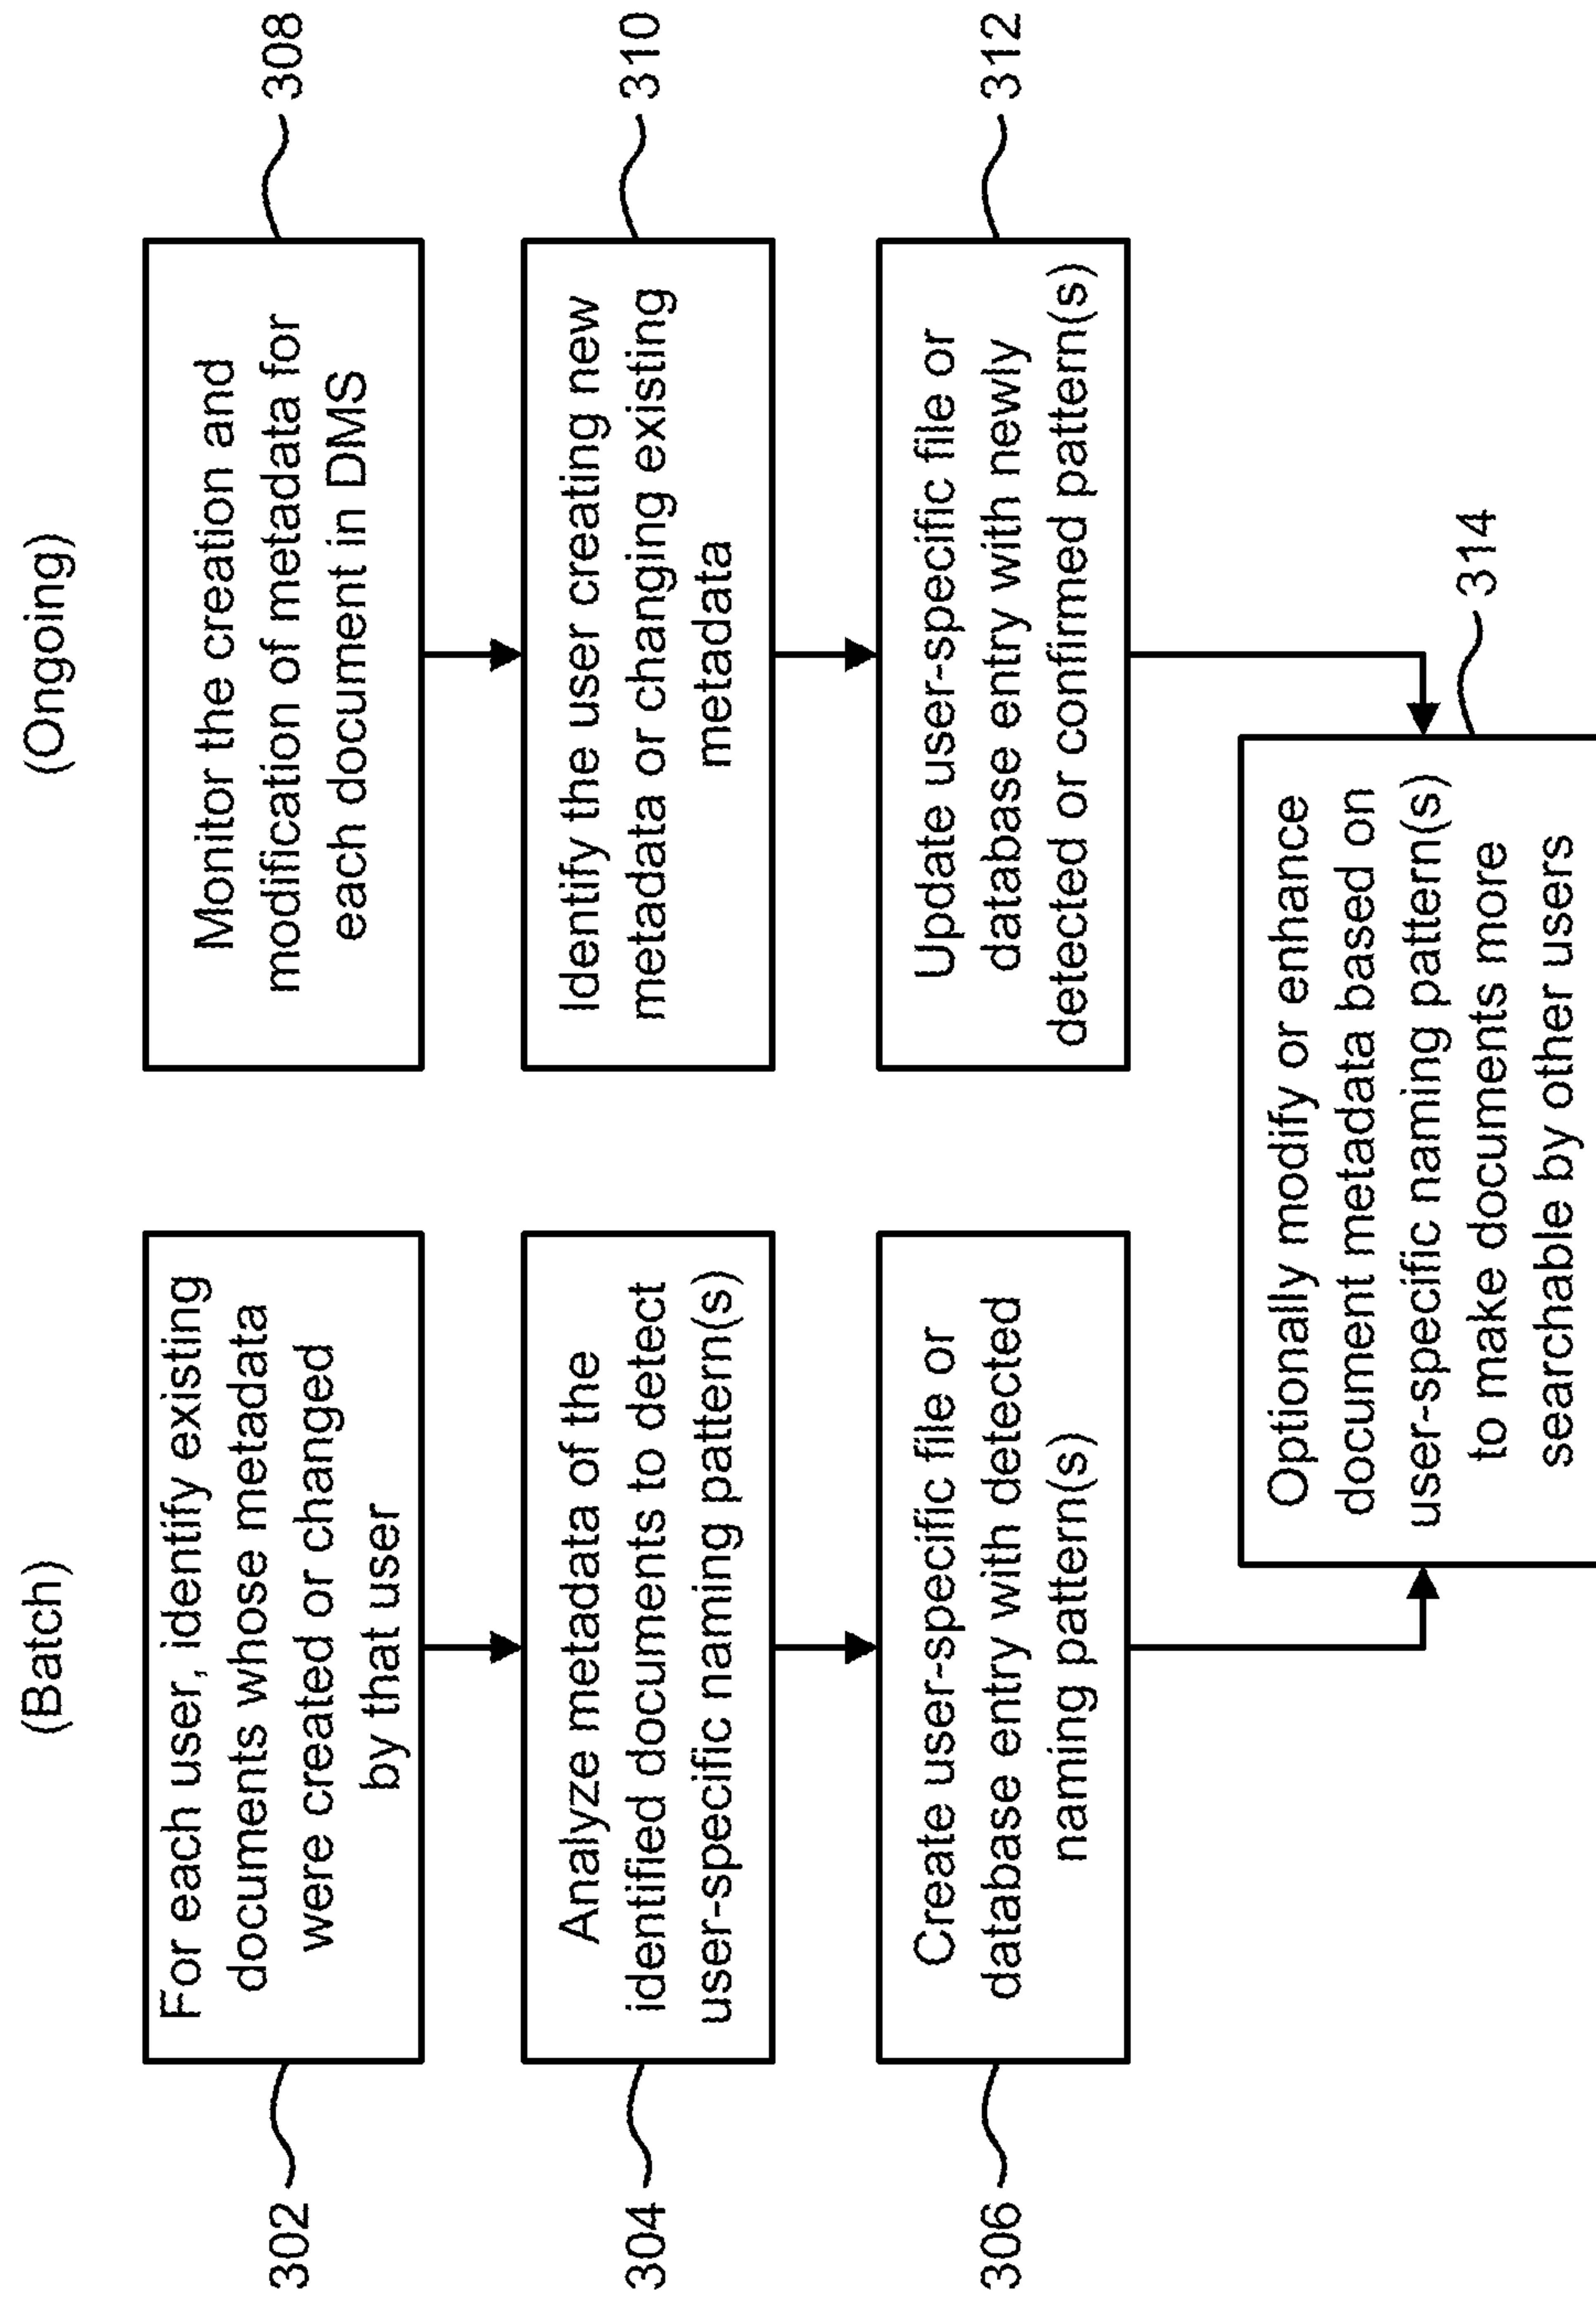 (Batch)
302
For each user, identify existing
documents whose metadata
were created or changed
by that user
304
Analyze metadata of the
identified documents to detect
user-specific naming pattern(s)
306
Create user-specific file or
database entry with detected
naming pattern(s)
(Ongoing)
308
Monitor the creation and
modification of metadata for
each document in DMS
310
Identify the user creating new
metadata or changing existing
metadata
312
Update user-specific file or
database entry with newly
detected or confirmed pattern(s)
314
Optionally modify or enhance
document metadata based on
user-specific naming pattern(s)
to make documents more
searchable by other users